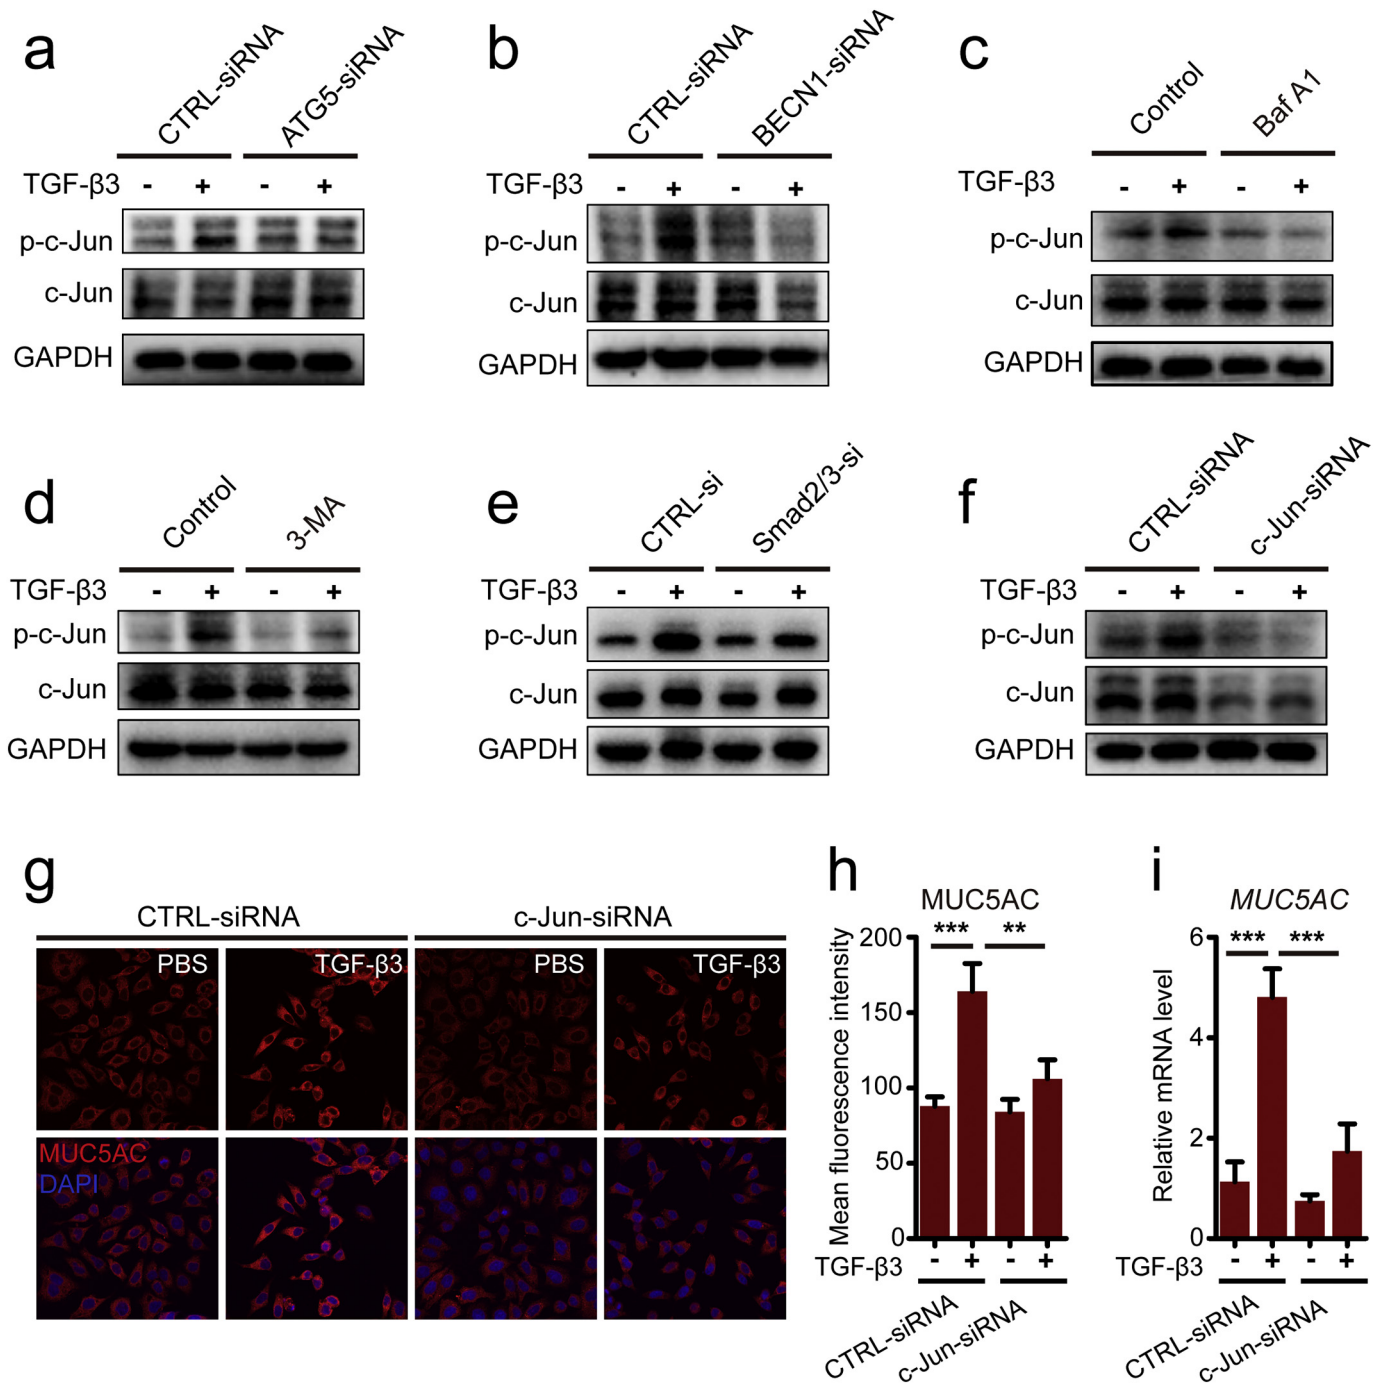 a
CTRL-siRNA
ATG5-siRNA
TGF-β3 - + - +
p-c-Jun
c-Jun
GAPDH
b
CTRL-siRNA
BECN1-siRNA
TGF-β3 - + - +
p-c-Jun
c-Jun
GAPDH
c
Control
Baf A1
TGF-β3 - + - +
p-c-Jun
c-Jun
GAPDH
d
Control
3-MA
TGF-β3 - + - +
p-c-Jun
c-Jun
GAPDH
e
CTRL-si
Smad2/3-si
TGF-β3 - + - +
p-c-Jun
c-Jun
GAPDH
f
CTRL-siRNA
c-Jun-siRNA
TGF-β3 - + - +
p-c-Jun
c-Jun
GAPDH
g
CTRL-siRNA
c-Jun-siRNA
PBS
TGF-β3
PBS
TGF-β3
MUC5AC
DAPI
h
MUC5AC
Mean fluorescence intensity
200
150
100
50
0
***
**
TGF-β3 - + - +
CTRL-siRNA
c-Jun-siRNA
i
MUC5AC
Relative mRNA level
6
4
2
0
***
***
TGF-β3 - + - +
CTRL-siRNA
c-Jun-siRNA